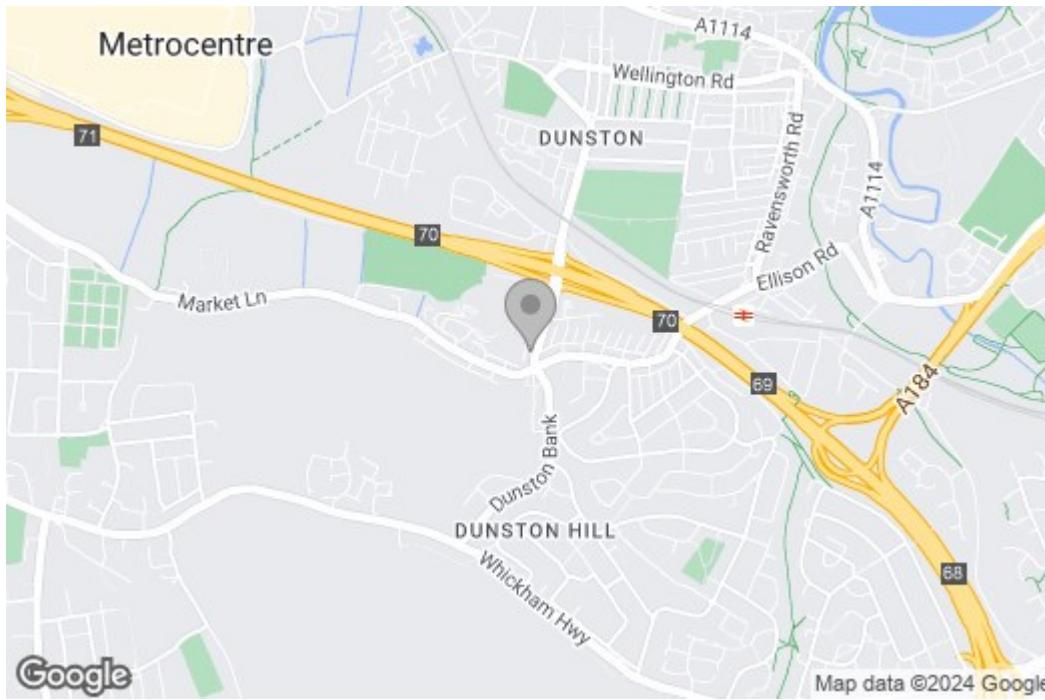 A1114
Metrocentre
Wellington Rd
71
DUNSTON
Ravensworth Rd
A1114
70
Ellison Rd
Market Ln
70
69
A184
Dunston Bank
DUNSTON HILL
Whickham Hwy
68
Google
Map data ©2024 Google